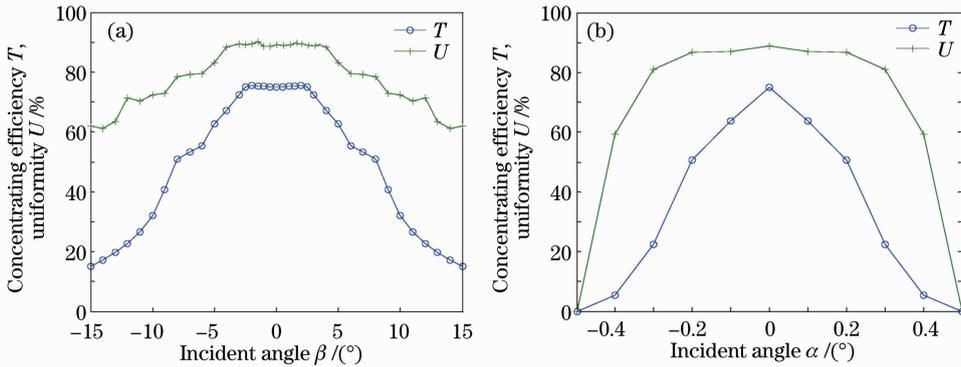 (a)
T
U
100
80
60
40
20
0
−15
−10
−5
0
5
10
15
Concentrating efficiency T,
uniformity U /%
Incident angle β /(°)
(b)
T
U
100
80
60
40
20
0
−0.4
−0.2
0
0.2
0.4
Concentrating efficiency T,
uniformity U /%
Incident angle α /(°)